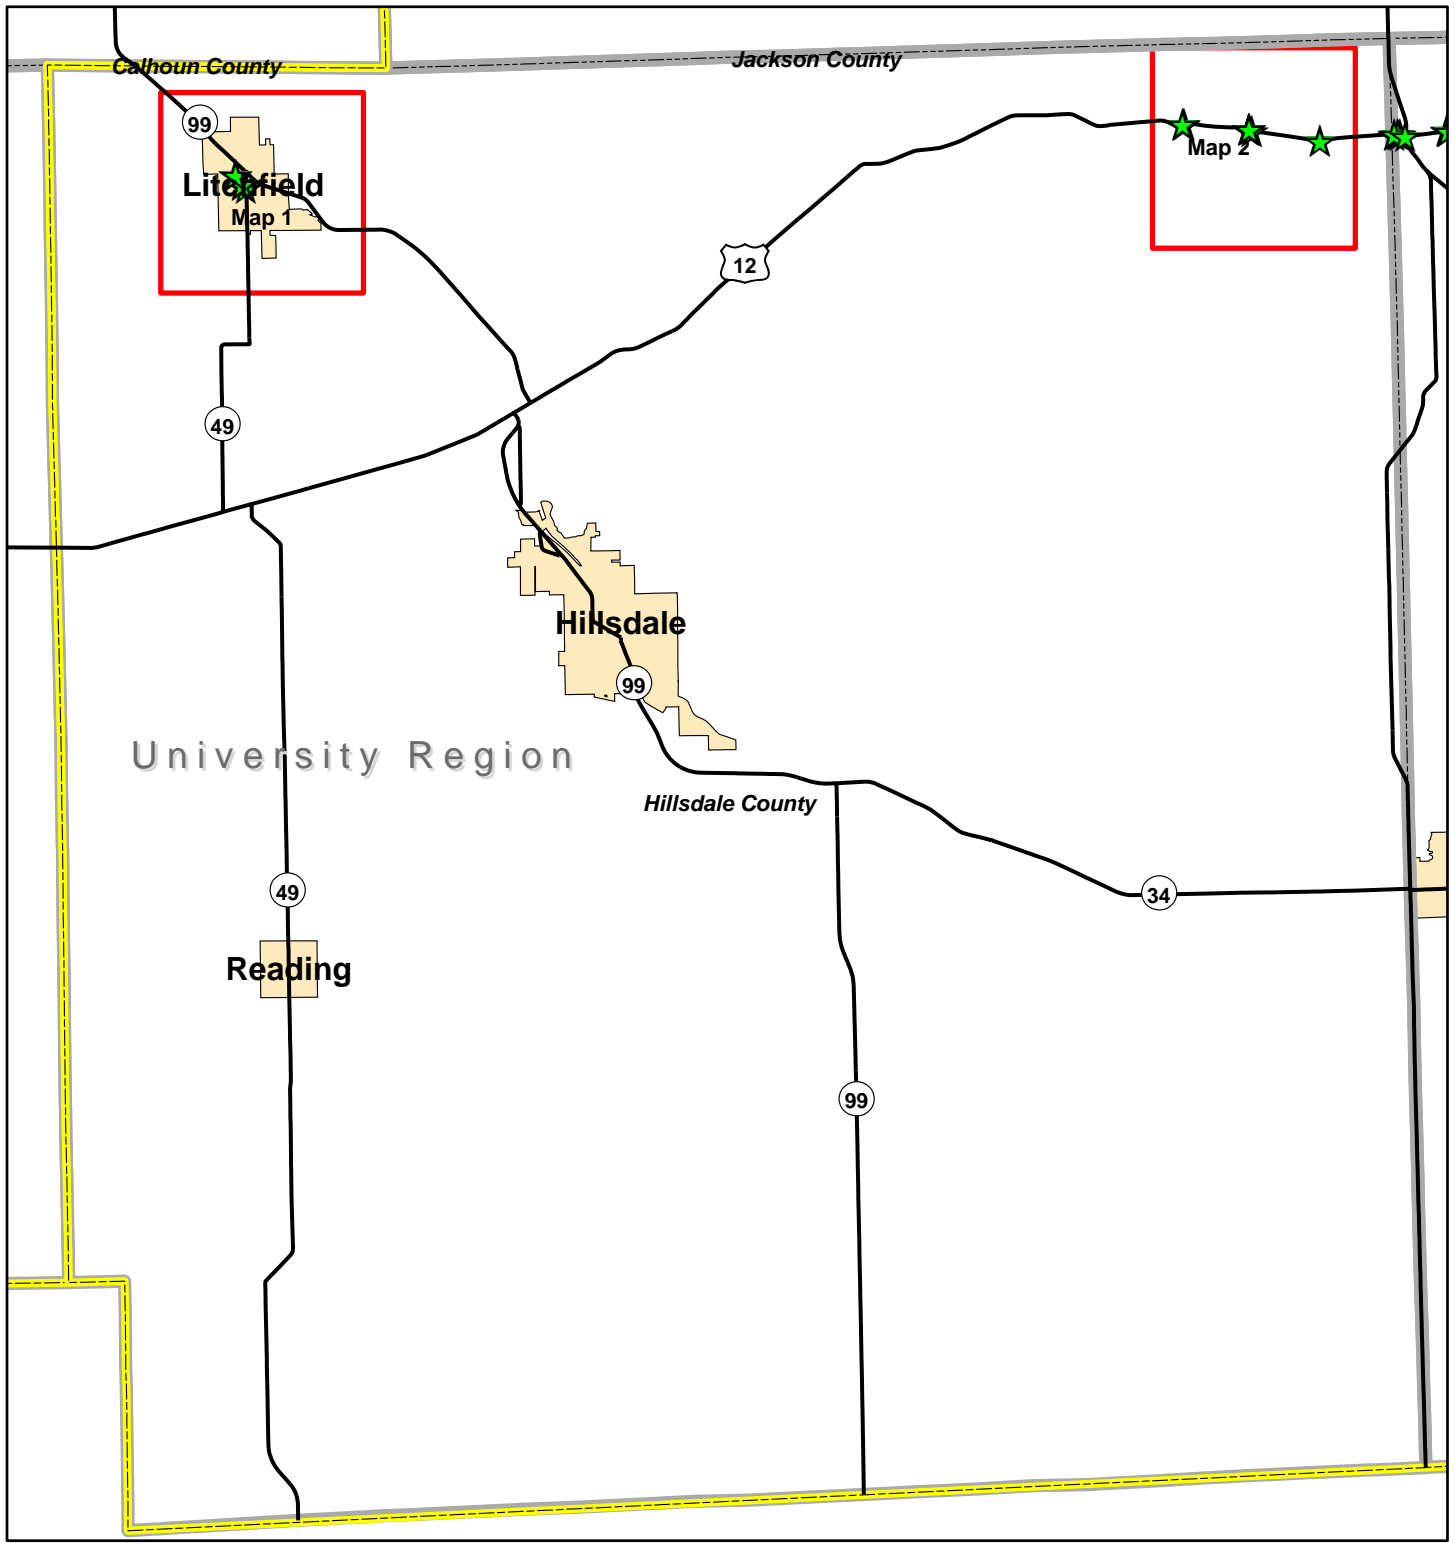 Calhoun County
Jackson County
99
Litchfield
Map 1
Map 2
12
49
Hillsdale
99
University Region
Hillsdale County
49
34
Reading
99